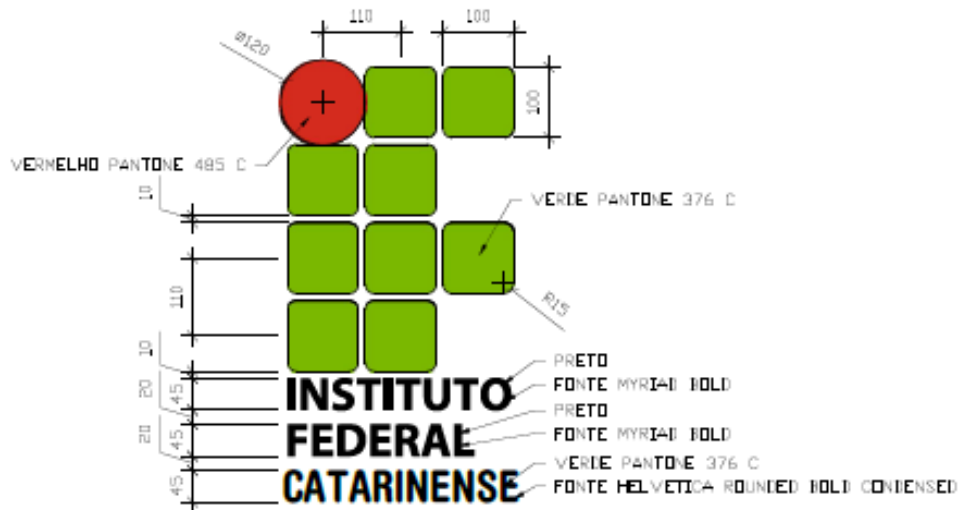 110
100
ø120
100
VERMELHO PANTONE 485 C
10
VERDE PANTONE 376 C
110
R15
10
PRETO
INSTITUTO
20
45
FONTE MYRIAD BOLD
PRETO
FEDERAL
20
45
FONTE MYRIAD BOLD
VERDE PANTONE 376 C
CATARINENSE
45
FONTE HELVETICA ROUNDED BOLD CONDENSED